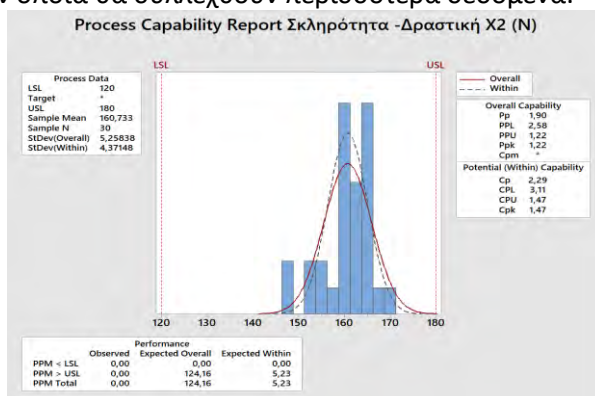 ν οποία θα συλλεχθούν περισσότερα δεδομένα.
Process Capability Report Σκληρότητα -Δραστική X2 (N)
LSL USL
Process Data
LSL 120
Target *
USL 180
Sample Mean 160,733
Sample N 30
StDev(Overall) 5,25838
StDev(Within) 4,37148
Overall
Within
Overall Capability
Pp 1,90
PPL 2,58
PPU 1,22
Ppk 1,22
Cpm *
Potential (Within) Capability
Cp 2,29
CPL 3,11
CPU 1,47
Cpk 1,47
120 130 140 150 160 170 180
Performance
Observed Expected Overall Expected Within
PPM < LSL 0,00 0,00 0,00
PPM > USL 0,00 124,16 5,23
PPM Total 0,00 124,16 5,23